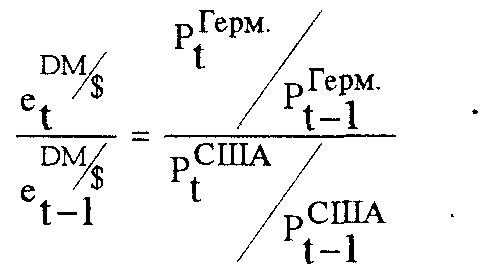 e_t^{DM/$} / e_{t-1}^{DM/$} = (P_t^{Герм.} / P_{t-1}^{Герм.}) / (P_t^{США} / P_{t-1}^{США}) .